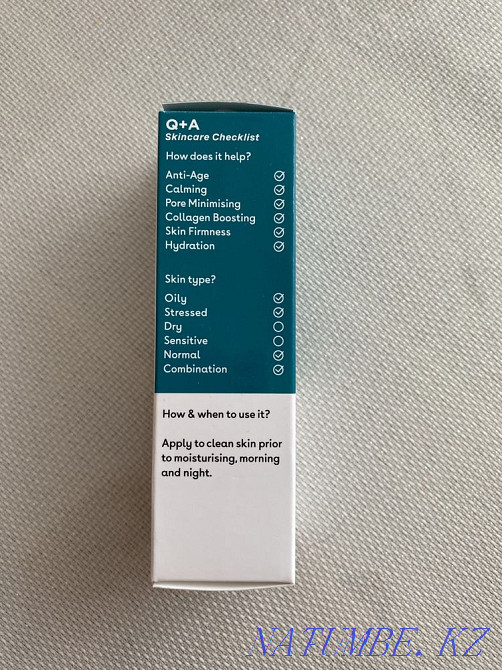 Q+A
Skincare Checklist
How does it help?
Anti-Age
Calming
Pore Minimising
Collagen Boosting
Skin Firmness
Hydration
Skin type?
Oily
Stressed
Dry
Sensitive
Normal
Combination
How & when to use it?
Apply to clean skin prior
to moisturising, morning
and night.
NATUMBE. KZ